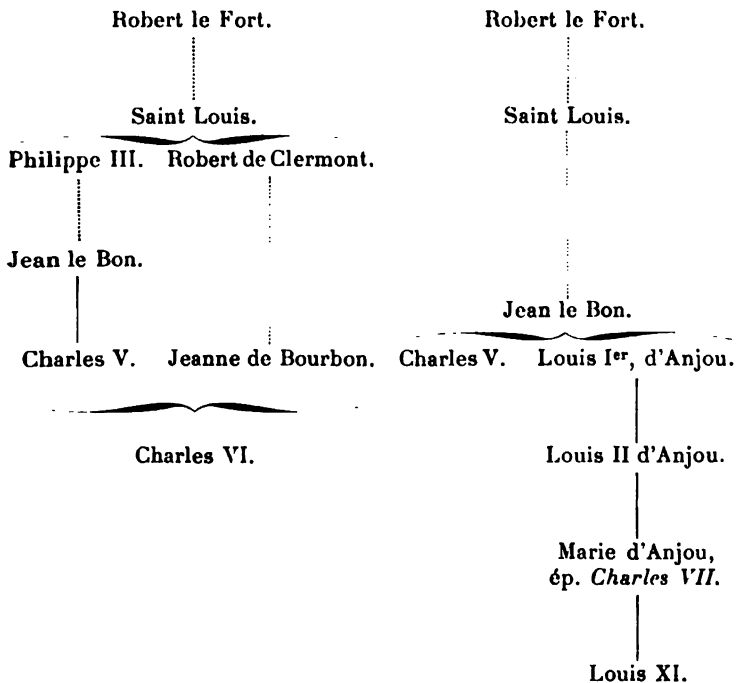 Robert le Fort.
Saint Louis.
Philippe III. Robert de Clermont.
Jean le Bon.
Charles V. Jeanne de Bourbon.
Charles VI.
Robert le Fort.
Saint Louis.
Jean le Bon.
Charles V. Louis Ier, d'Anjou.
Louis II d'Anjou.
Marie d'Anjou,
ép. Charles VII.
Louis XI.